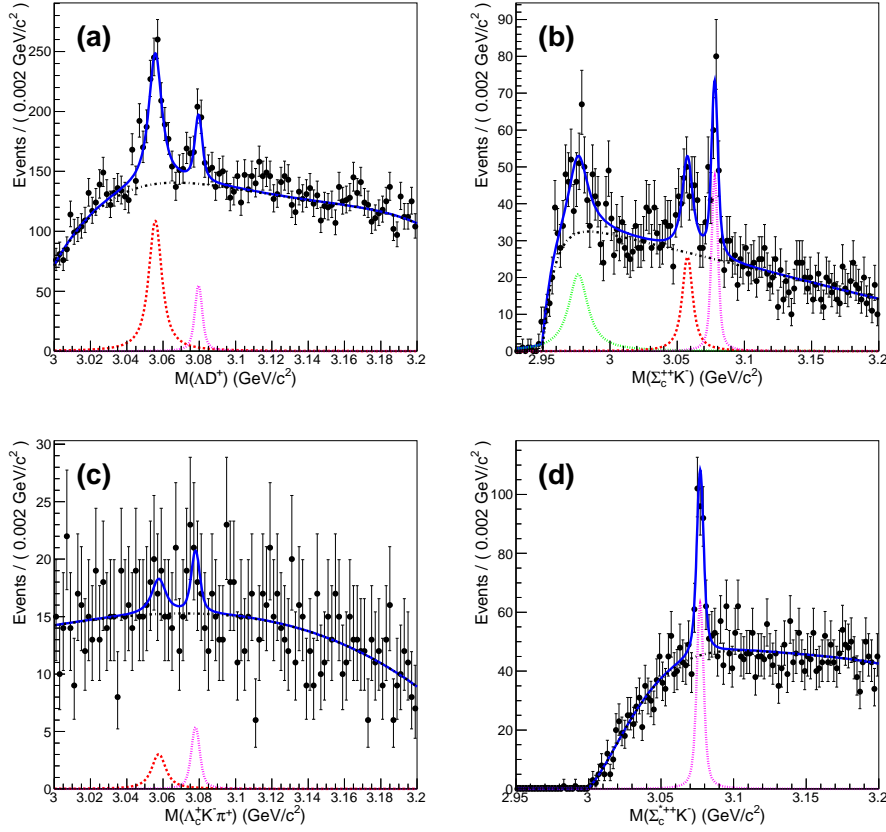 (a)
Events / ( 0.002 GeV/c²)
250
200
150
100
50
0
3 3.02 3.04 3.06 3.08 3.1 3.12 3.14 3.16 3.18 3.2
M(ΛD⁺) (GeV/c²)
(b)
Events / ( 0.002 GeV/c²)
90
80
70
60
50
40
30
20
10
0
2.95 3 3.05 3.1 3.15 3.2
M(Σc⁺⁺K⁻) (GeV/c²)
(c)
Events / ( 0.002 GeV/c²)
30
25
20
15
10
5
0
3 3.02 3.04 3.06 3.08 3.1 3.12 3.14 3.16 3.18 3.2
M(Λc⁺K⁻π⁺) (GeV/c²)
(d)
Events / ( 0.002 GeV/c²)
100
80
60
40
20
0
2.95 3 3.05 3.1 3.15 3.2
M(Σc*⁺⁺K⁻) (GeV/c²)